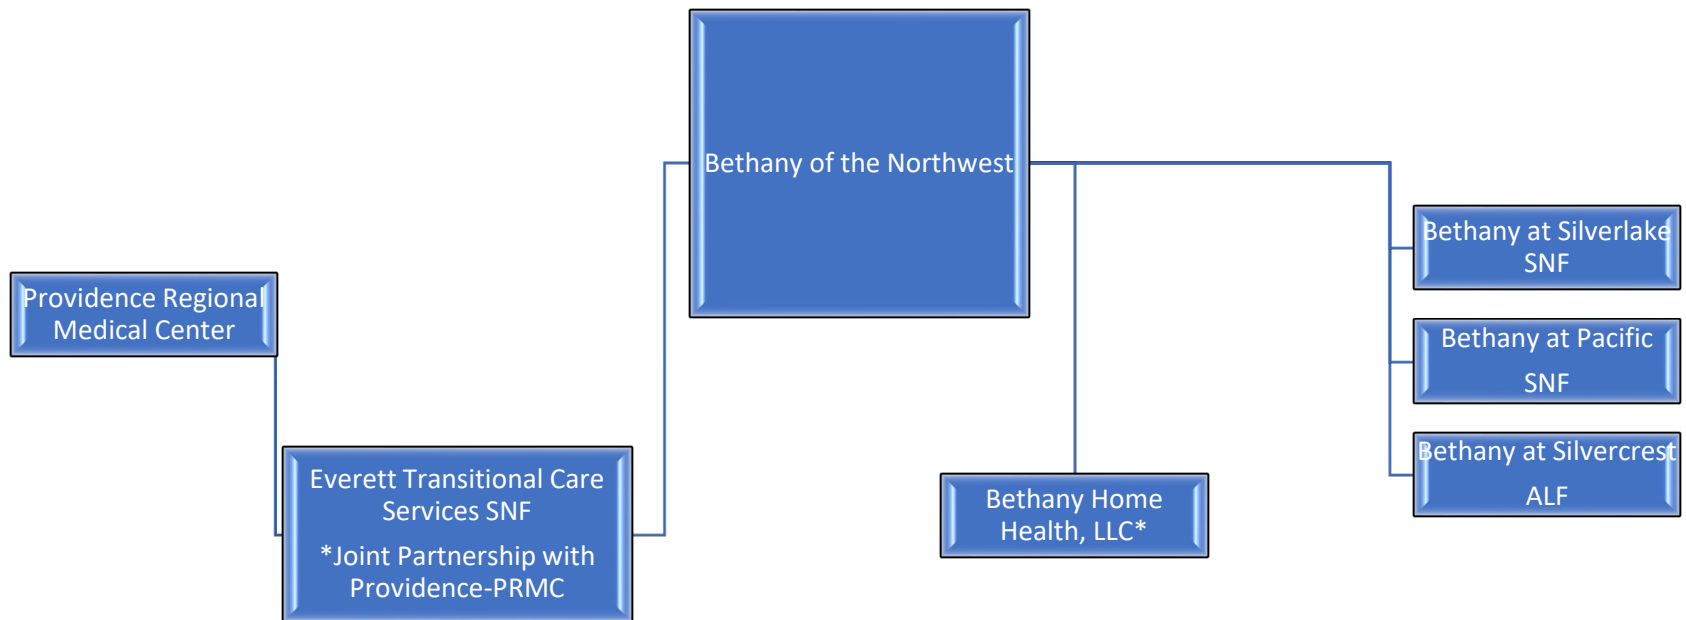 Bethany of the Northwest
Bethany at Silverlake
SNF
Providence Regional
Medical Center
Bethany at Pacific
SNF
Bethany at Silvercrest
ALF
Everett Transitional Care
Services SNF
*Joint Partnership with
Providence-PRMC
Bethany Home
Health, LLC*